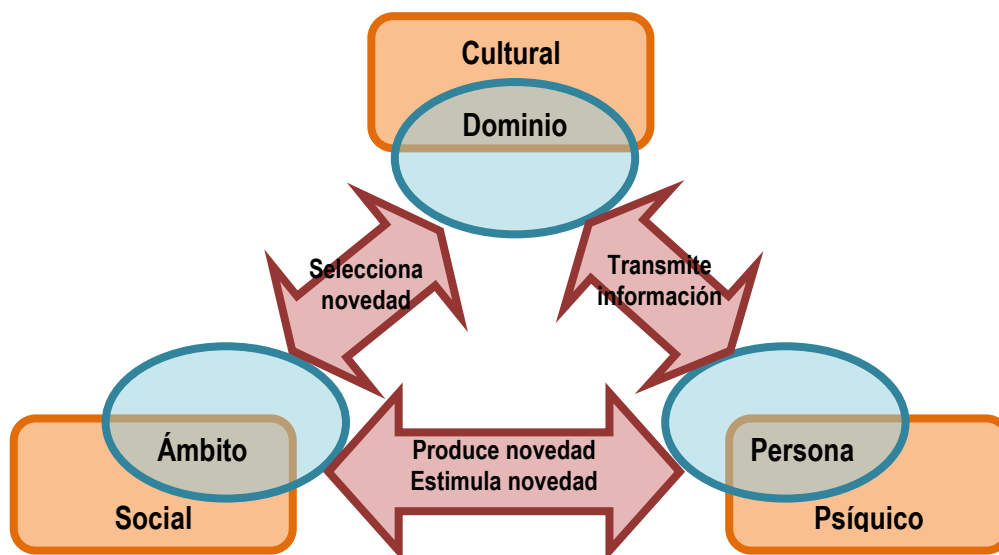 Cultural
Dominio
Selecciona
novedad
Transmite
información
Ámbito
Social
Produce novedad
Estimula novedad
Persona
Psíquico